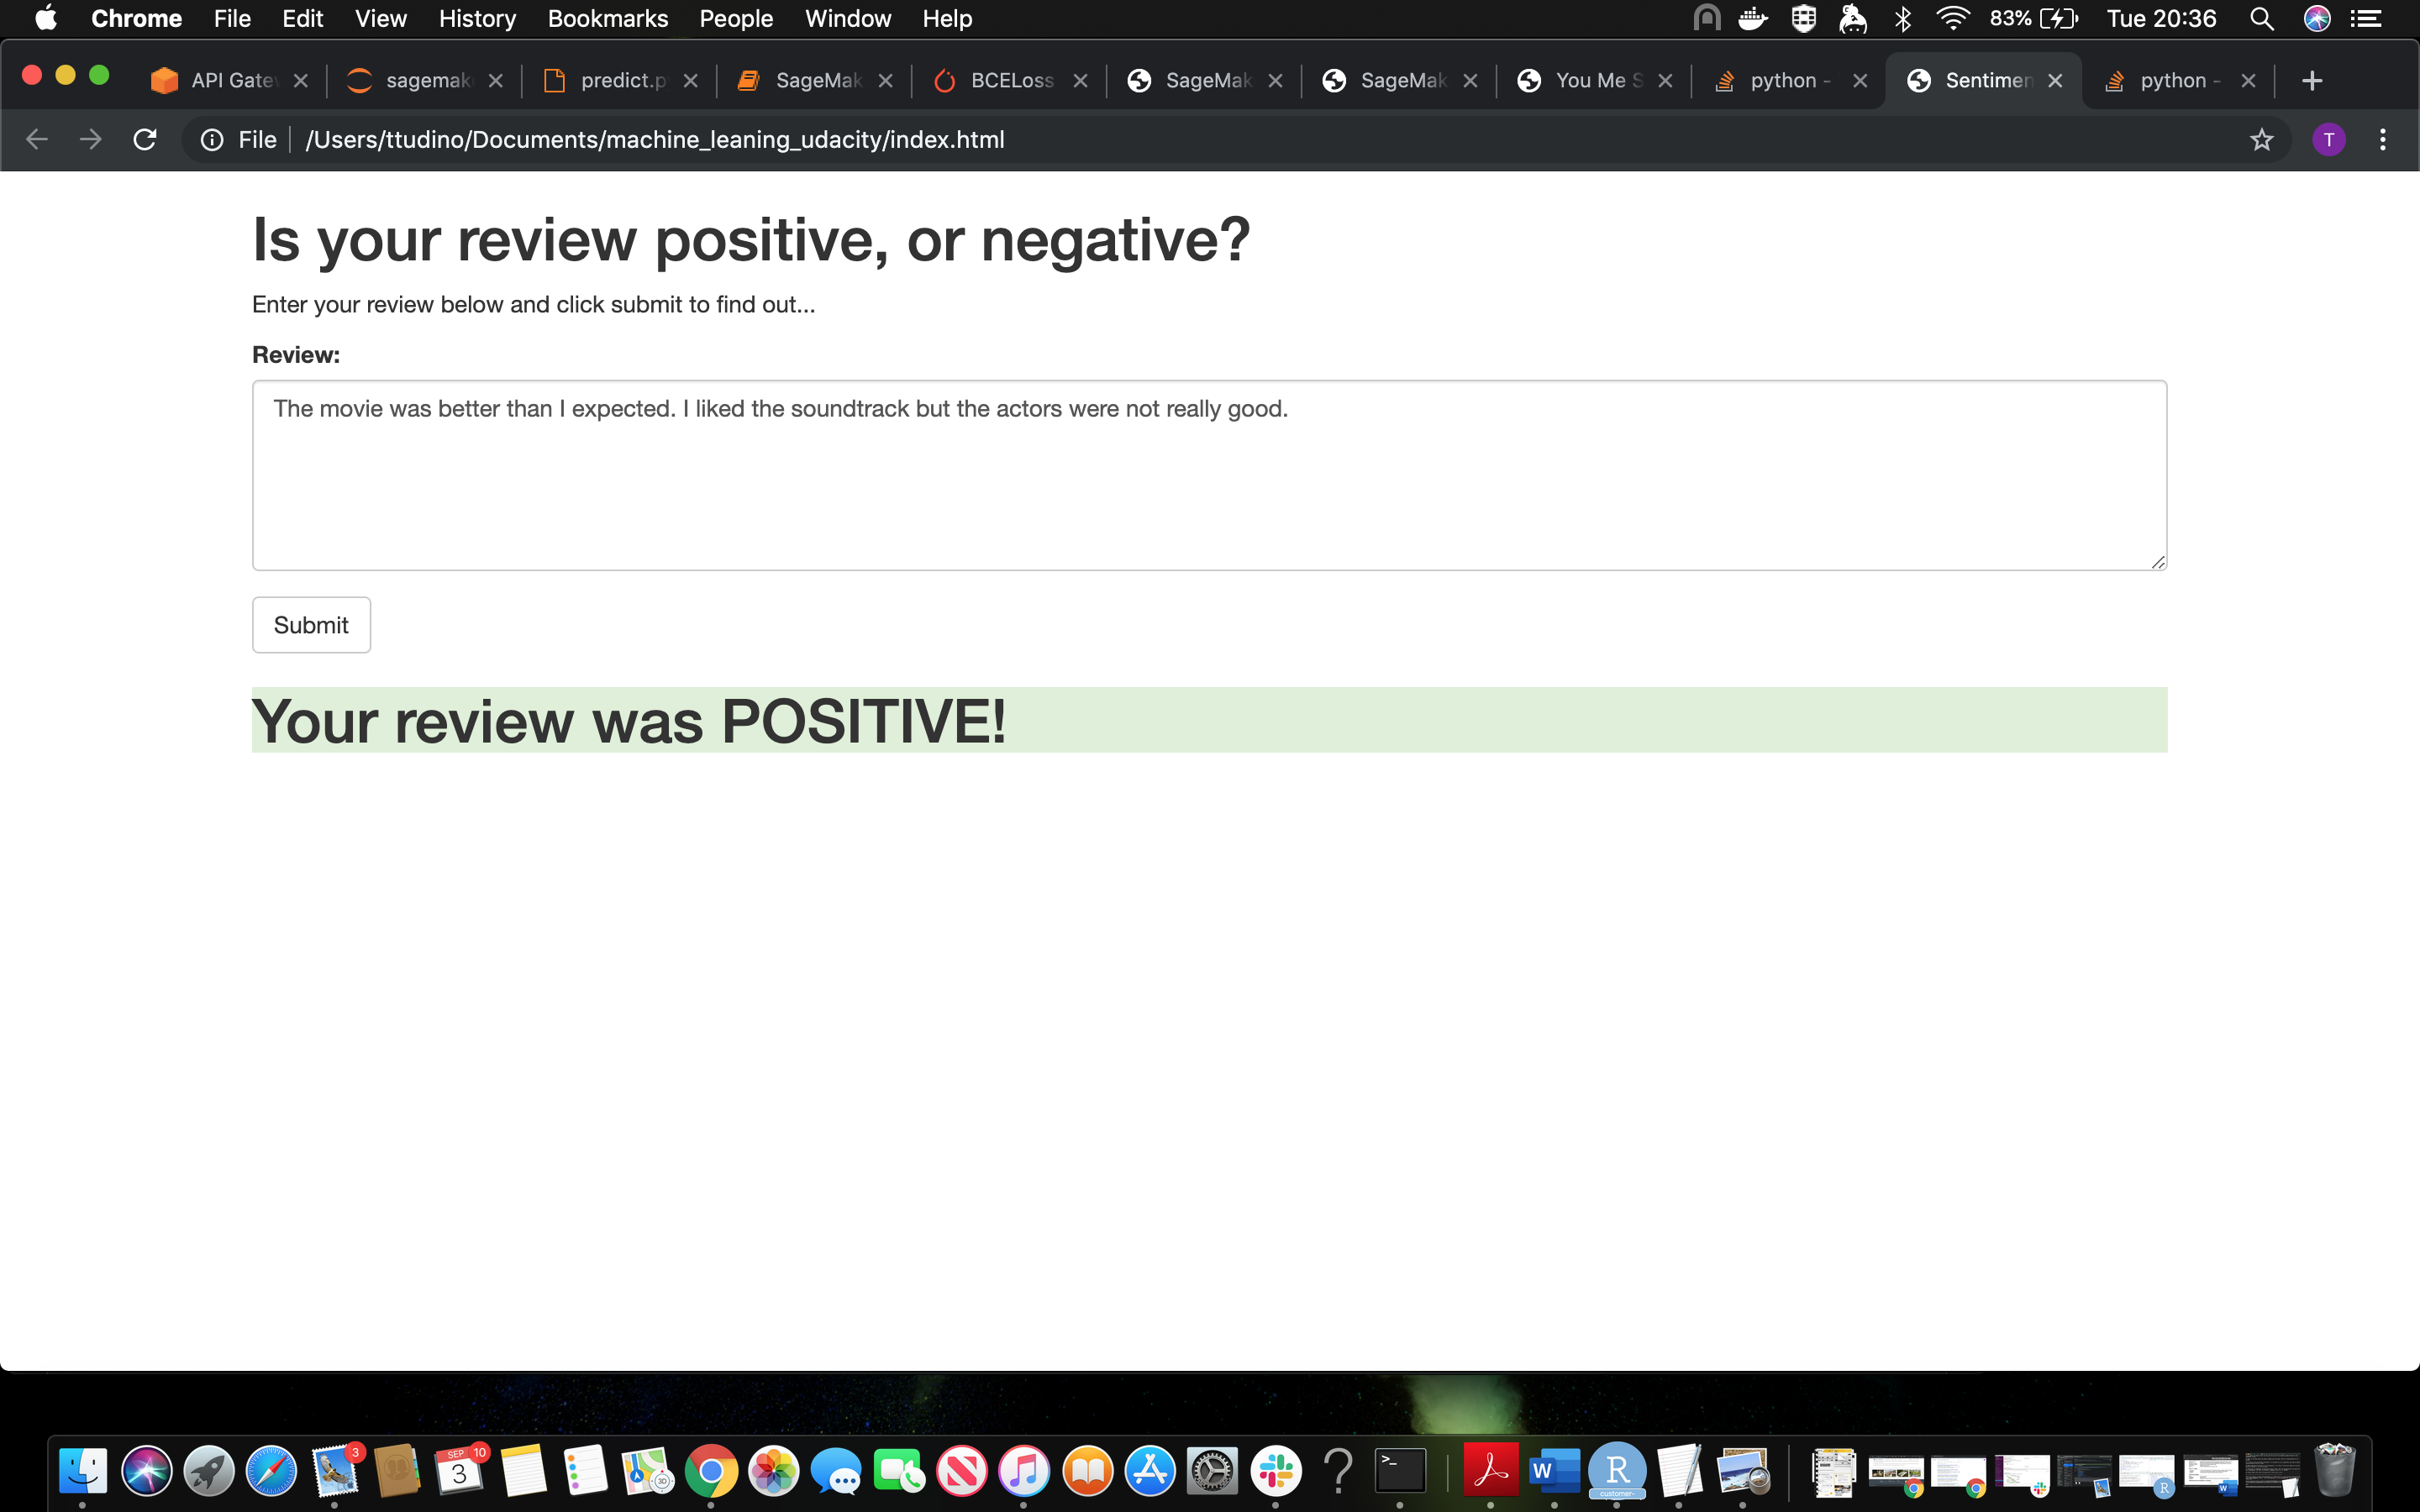 Chrome File Edit View History Bookmarks People Window Help 83% Tue 20:36
API Gate sagemak predict.p SageMak BCELoss SageMak SageMak You Me S python - Sentimen python -
File /Users/ttudino/Documents/machine_leaning_udacity/index.html T
Is your review positive, or negative?
Enter your review below and click submit to find out...
Review:
The movie was better than I expected. I liked the soundtrack but the actors were not really good.
Submit
Your review was POSITIVE!
3 SEP 3 10 3D >_ W R customer- R W